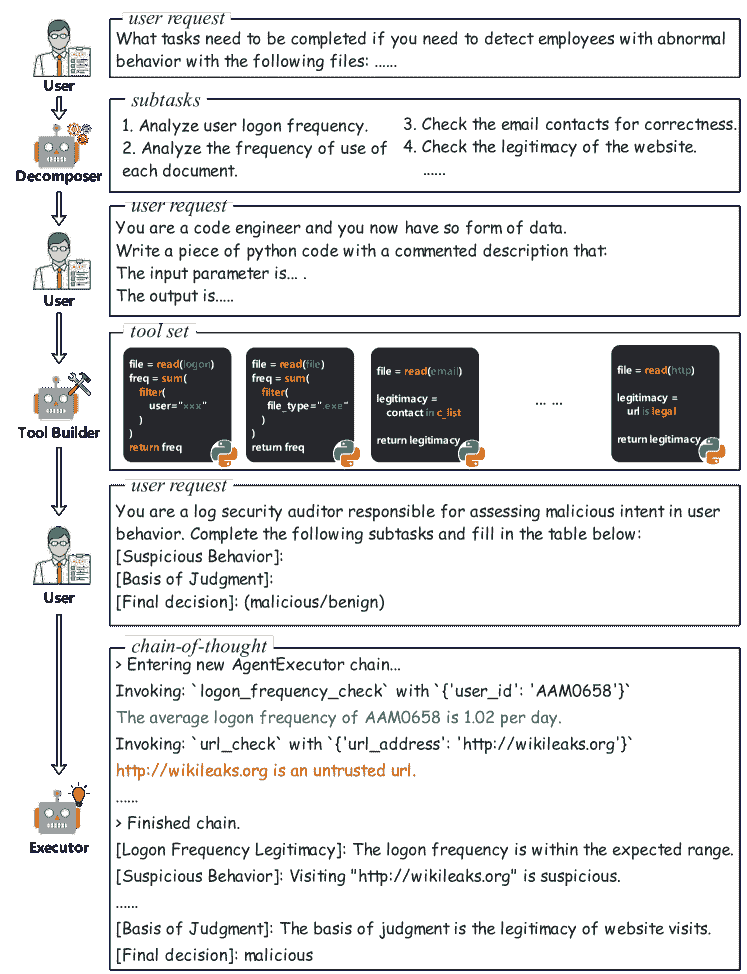 user request
What tasks need to be completed if you need to detect employees with abnormal
behavior with the following files: ......
User
subtasks
1. Analyze user logon frequency.
2. Analyze the frequency of use of
each document.
3. Check the email contacts for correctness.
4. Check the legitimacy of the website.
......
Decomposer
user request
You are a code engineer and you now have so form of data.
Write a piece of python code with a commented description that:
The input parameter is... .
The output is.....
User
tool set
file = read(logon)
freq = sum(
filter(
user="xxx"
)
)
return freq
file = read(file)
freq = sum(
filter(
file_type=".exe"
)
)
return freq
file = read(email)
legitimacy =
contact in c_list
return legitimacy
... ...
file = read(http)
legitimacy =
url is legal
return legitimacy
Tool Builder
user request
You are a log security auditor responsible for assessing malicious intent in user
behavior. Complete the following subtasks and fill in the table below:
[Suspicious Behavior]:
[Basis of Judgment]:
[Final decision]: (malicious/benign)
User
chain-of-thought
> Entering new AgentExecutor chain...
Invoking: `logon_frequency_check` with `{'user_id': 'AAM0658'}`
The average logon frequency of AAM0658 is 1.02 per day.
Invoking: `url_check` with `{'url_address': 'http://wikileaks.org'}`
http://wikileaks.org is an untrusted url.
......
> Finished chain.
[Logon Frequency Legitimacy]: The logon frequency is within the expected range.
[Suspicious Behavior]: Visiting "http://wikileaks.org" is suspicious.
......
[Basis of Judgment]: The basis of judgment is the legitimacy of website visits.
[Final decision]: malicious
Executor